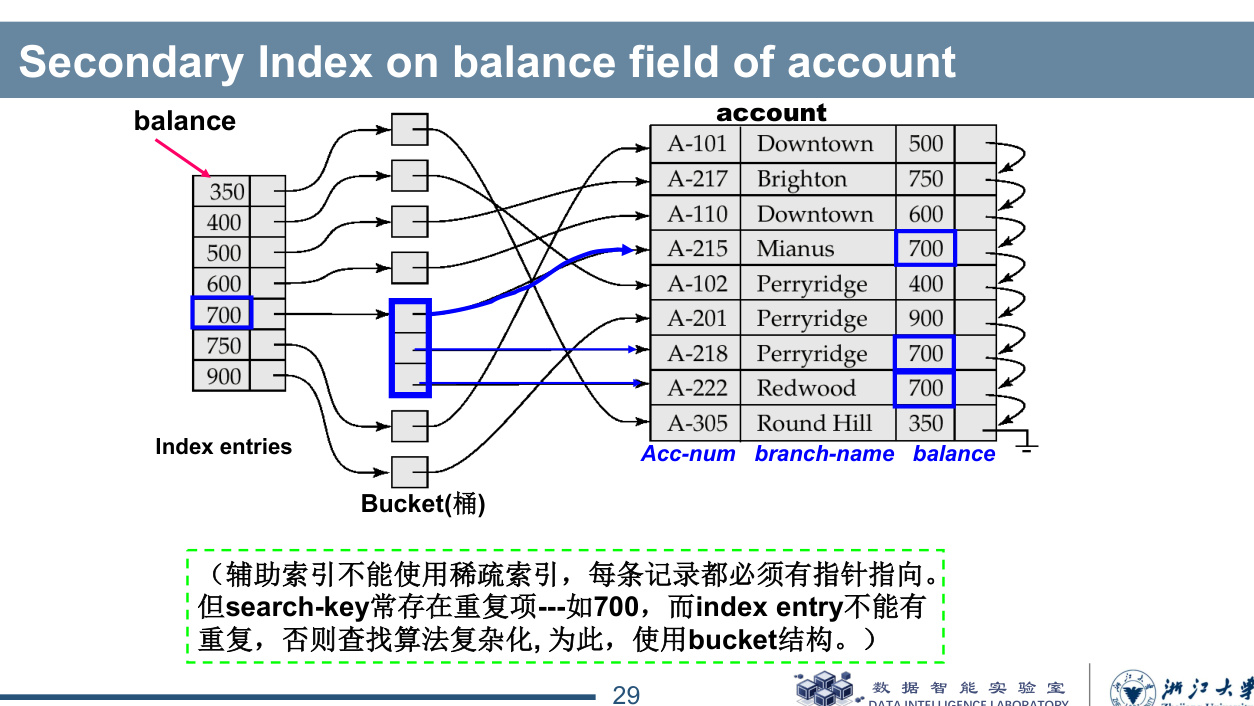 Secondary Index on balance field of account
balance
account
350
400
500
600
700
750
900
A-101 Downtown 500
A-217 Brighton 750
A-110 Downtown 600
A-215 Mianus 700
A-102 Perryridge 400
A-201 Perryridge 900
A-218 Perryridge 700
A-222 Redwood 700
A-305 Round Hill 350
Index entries
Acc-num branch-name balance
Bucket(桶)
（辅助索引不能使用稀疏索引，每条记录都必须有指针指向。
但search-key常存在重复项---如700，而index entry不能有
重复，否则查找算法复杂化, 为此，使用bucket结构。）
29
数据智能实验室
DATA INTELLIGENCE LABORATORY
浙江大学